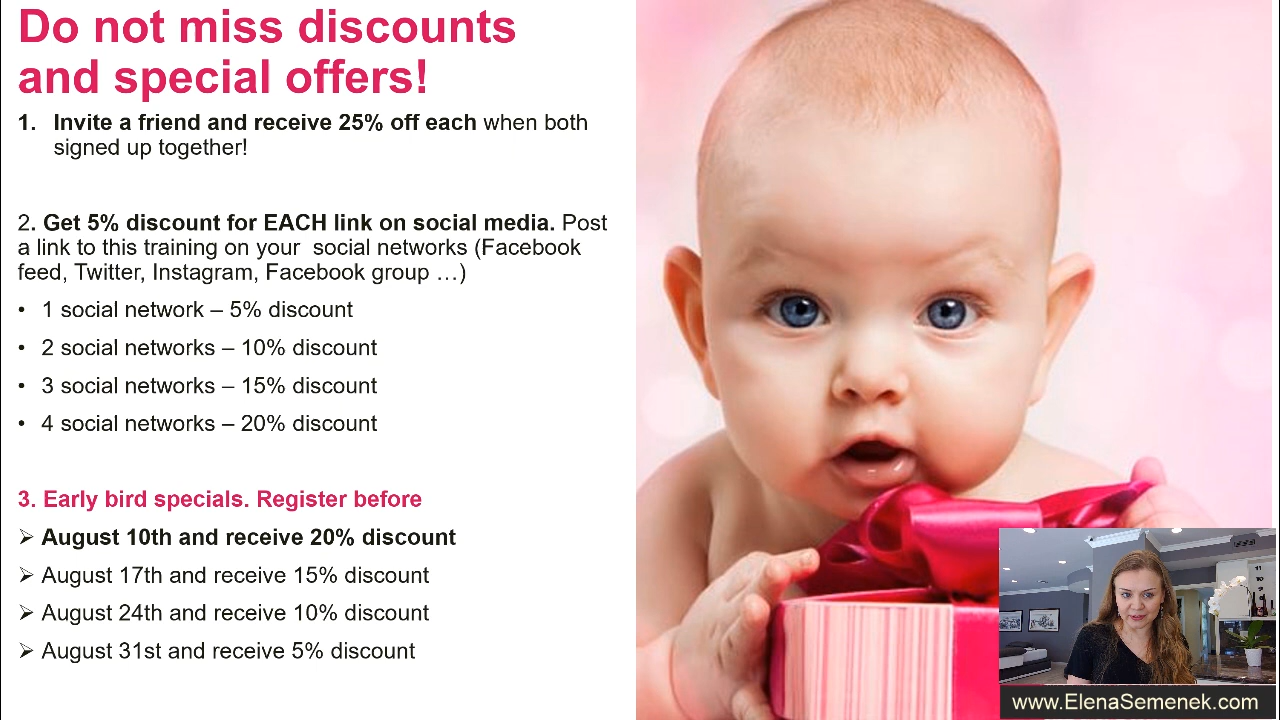 Do not miss discounts
and special offers!
1. Invite a friend and receive 25% off each when both
signed up together!
2. Get 5% discount for EACH link on social media. Post
a link to this training on your  social networks (Facebook
feed, Twitter, Instagram, Facebook group …)
• 1 social network – 5% discount
• 2 social networks – 10% discount
• 3 social networks – 15% discount
• 4 social networks – 20% discount
3. Early bird specials. Register before
➢ August 10th and receive 20% discount
➢ August 17th and receive 15% discount
➢ August 24th and receive 10% discount
➢ August 31st and receive 5% discount
www.ElenaSemenek.com